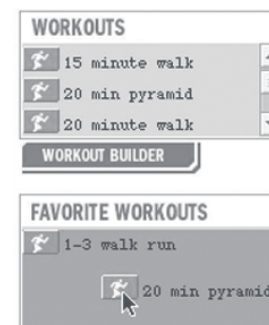 WORKOUTS
15 minute walk
20 min pyramid
20 minute walk
WORKOUT BUILDER
FAVORITE WORKOUTS
1-3 walk run
20 min pyramid